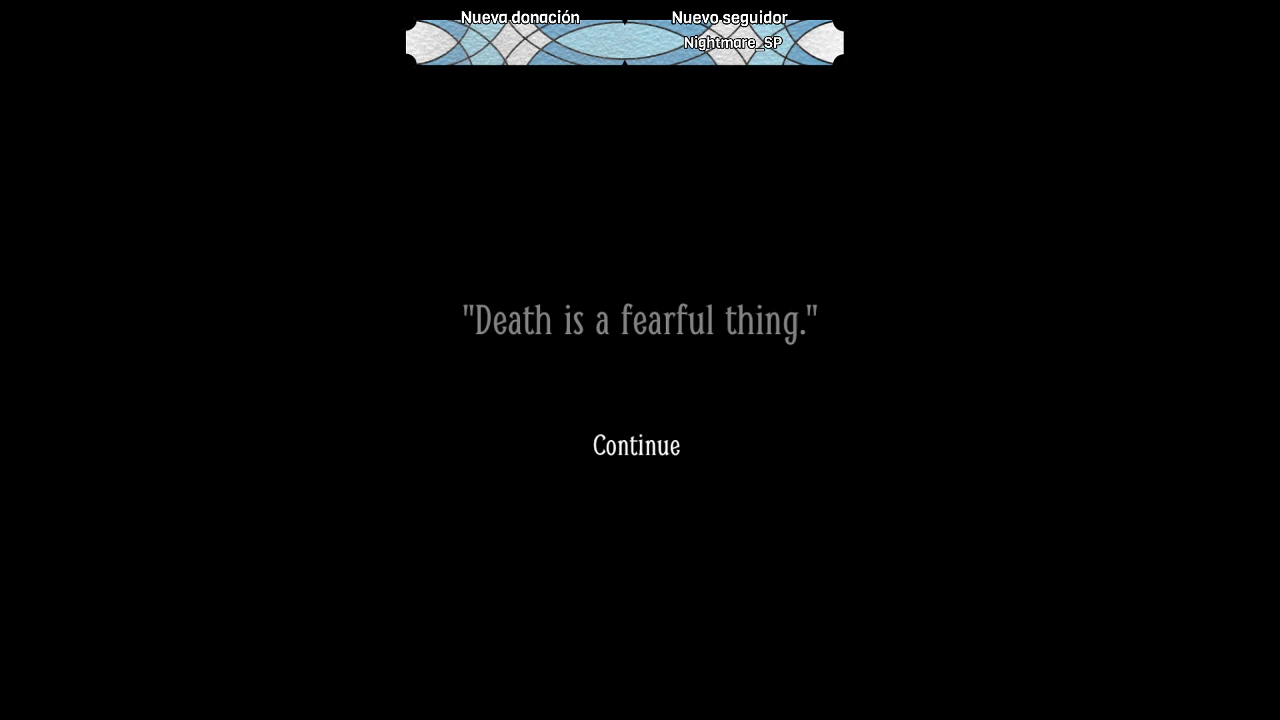 Nueva donación
Nuevo seguidor
Nightmare_SP
"Death is a fearful thing."
Continue